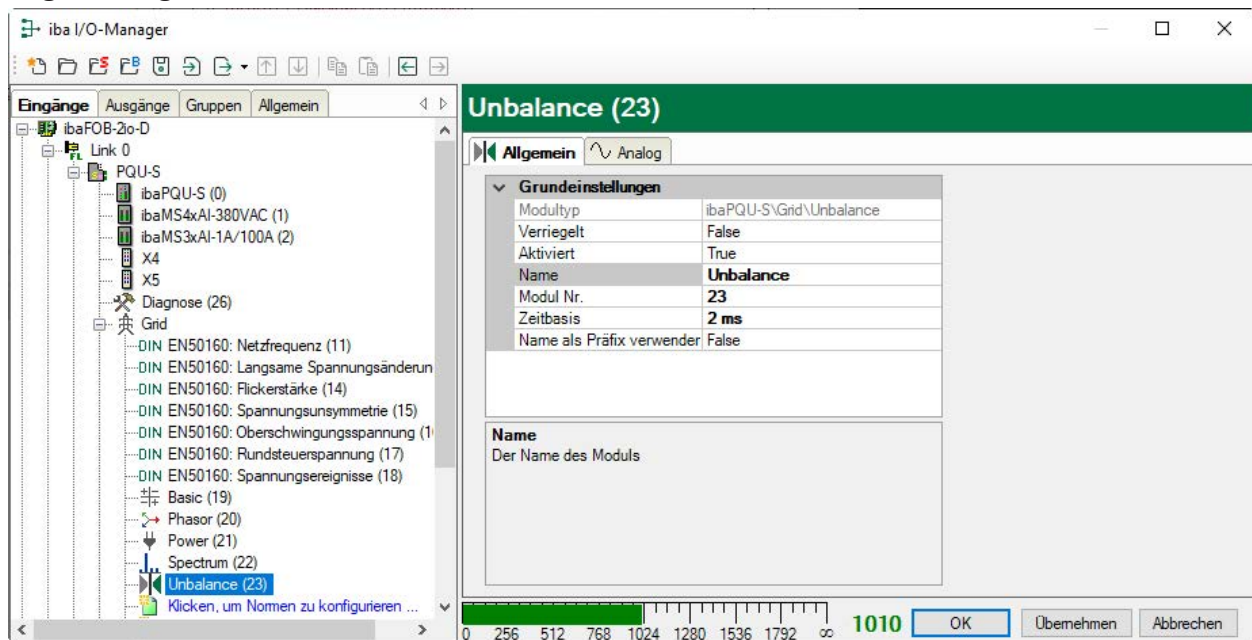 iba I/O-Manager
Eingänge Ausgänge Gruppen Allgemein
ibaFOB-2io-D
Link 0
PQU-S
ibaPQU-S (0)
ibaMS4xAI-380VAC (1)
ibaMS3xAI-1A/100A (2)
X4
X5
Diagnose (26)
Grid
DIN EN50160: Netzfrequenz (11)
DIN EN50160: Langsame Spannungsänderun
DIN EN50160: Flickerstärke (14)
DIN EN50160: Spannungsunsymmetrie (15)
DIN EN50160: Oberschwingungsspannung (1
DIN EN50160: Rundsteuerspannung (17)
DIN EN50160: Spannungsereignisse (18)
Basic (19)
Phasor (20)
Power (21)
Spectrum (22)
Unbalance (23)
Klicken, um Normen zu konfigurieren ...
Unbalance (23)
Allgemein Analog
Grundeinstellungen
Modultyp ibaPQU-S\Grid\Unbalance
Verriegelt False
Aktiviert True
Name Unbalance
Modul Nr. 23
Zeitbasis 2 ms
Name als Präfix verwender False
Name
Der Name des Moduls
0 256 512 768 1024 1280 1536 1792 ∞ 1010 OK Übernehmen Abbrechen